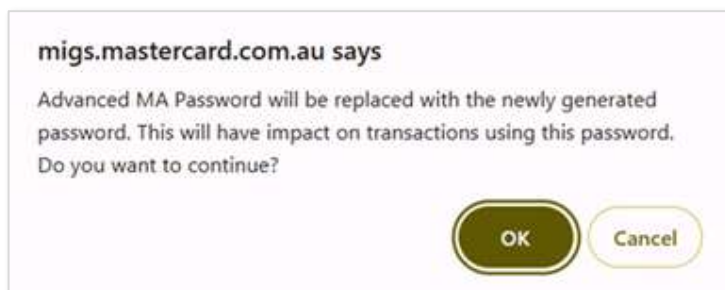 migs.mastercard.com.au says
Advanced MA Password will be replaced with the newly generated
password. This will have impact on transactions using this password.
Do you want to continue?
OK
Cancel